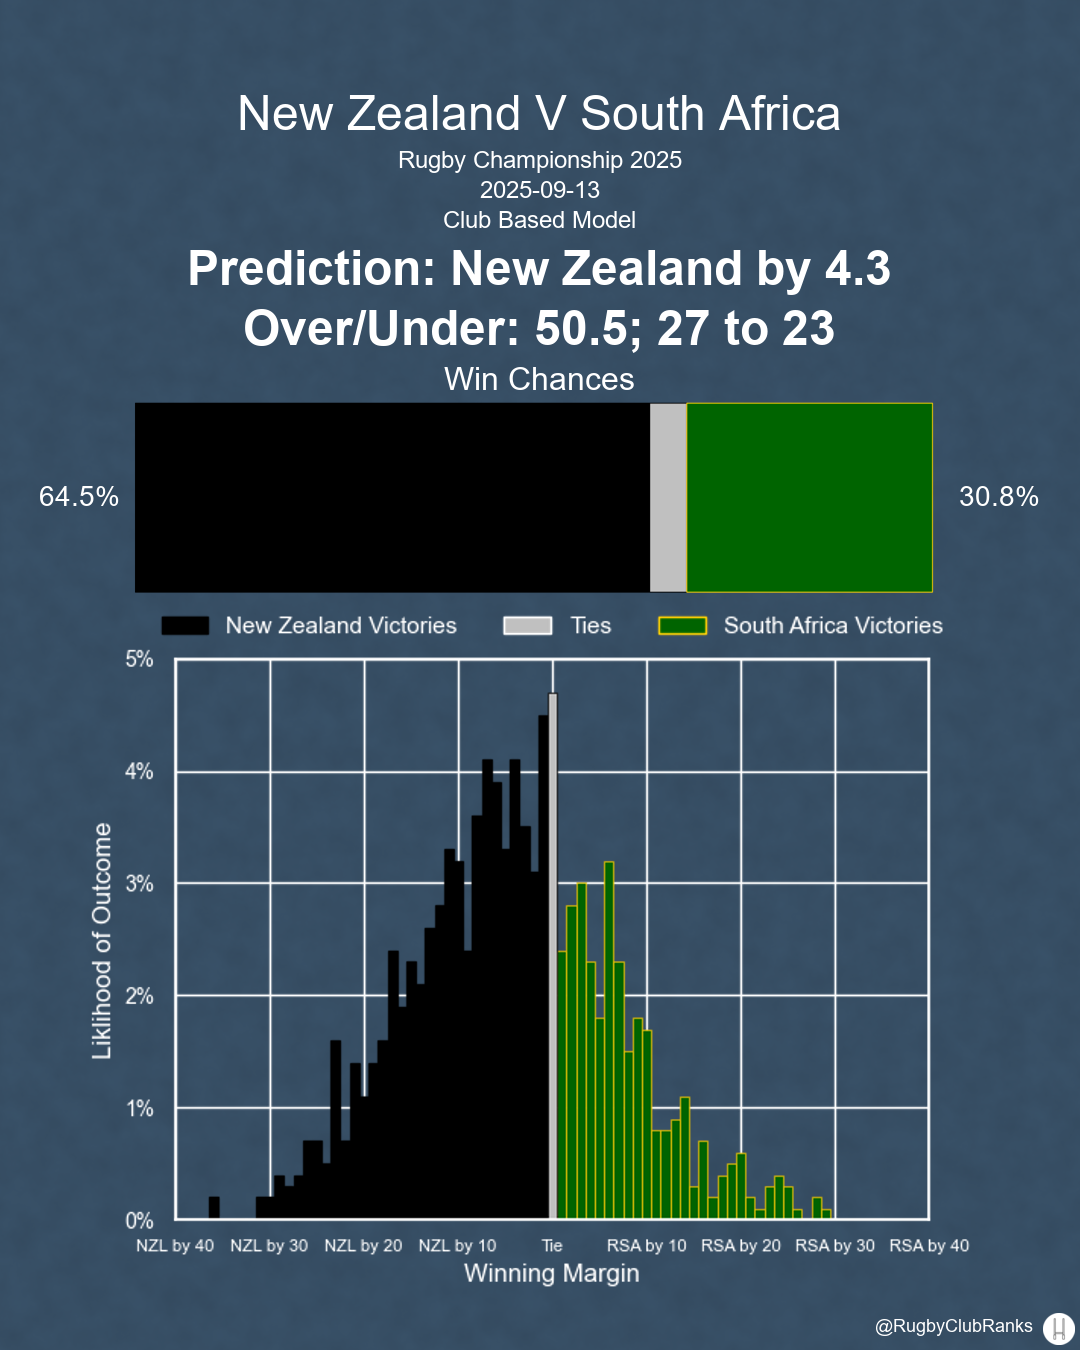 New Zealand V South Africa
Rugby Championship 2025
2025-09-13
Club Based Model
Prediction: New Zealand by 4.3
Over/Under: 50.5; 27 to 23
Win Chances
64.5%
30.8%
New Zealand Victories
Ties
South Africa Victories
5%
4%
3%
2%
1%
0%
Liklihood of Outcome
NZL by 40
NZL by 30
NZL by 20
NZL by 10
Tie
RSA by 10
RSA by 20
RSA by 30
RSA by 40
Winning Margin
@RugbyClubRanks